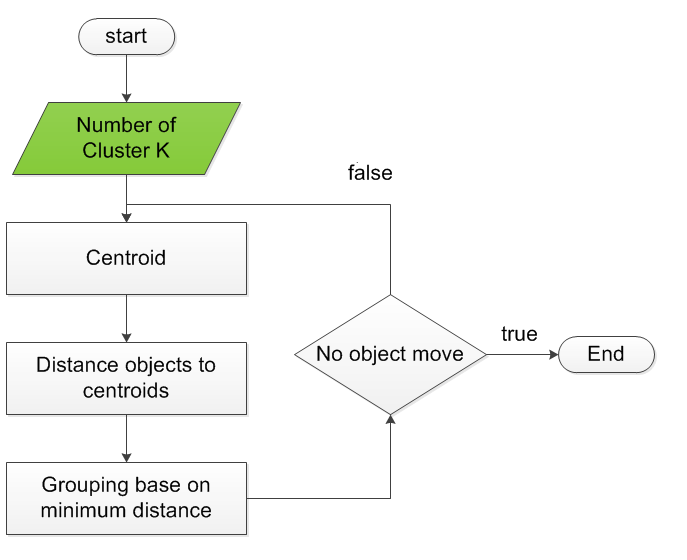 start
Number of
Cluster K
false
Centroid
Distance objects to
centroids
No object move
true
End
Grouping base on
minimum distance